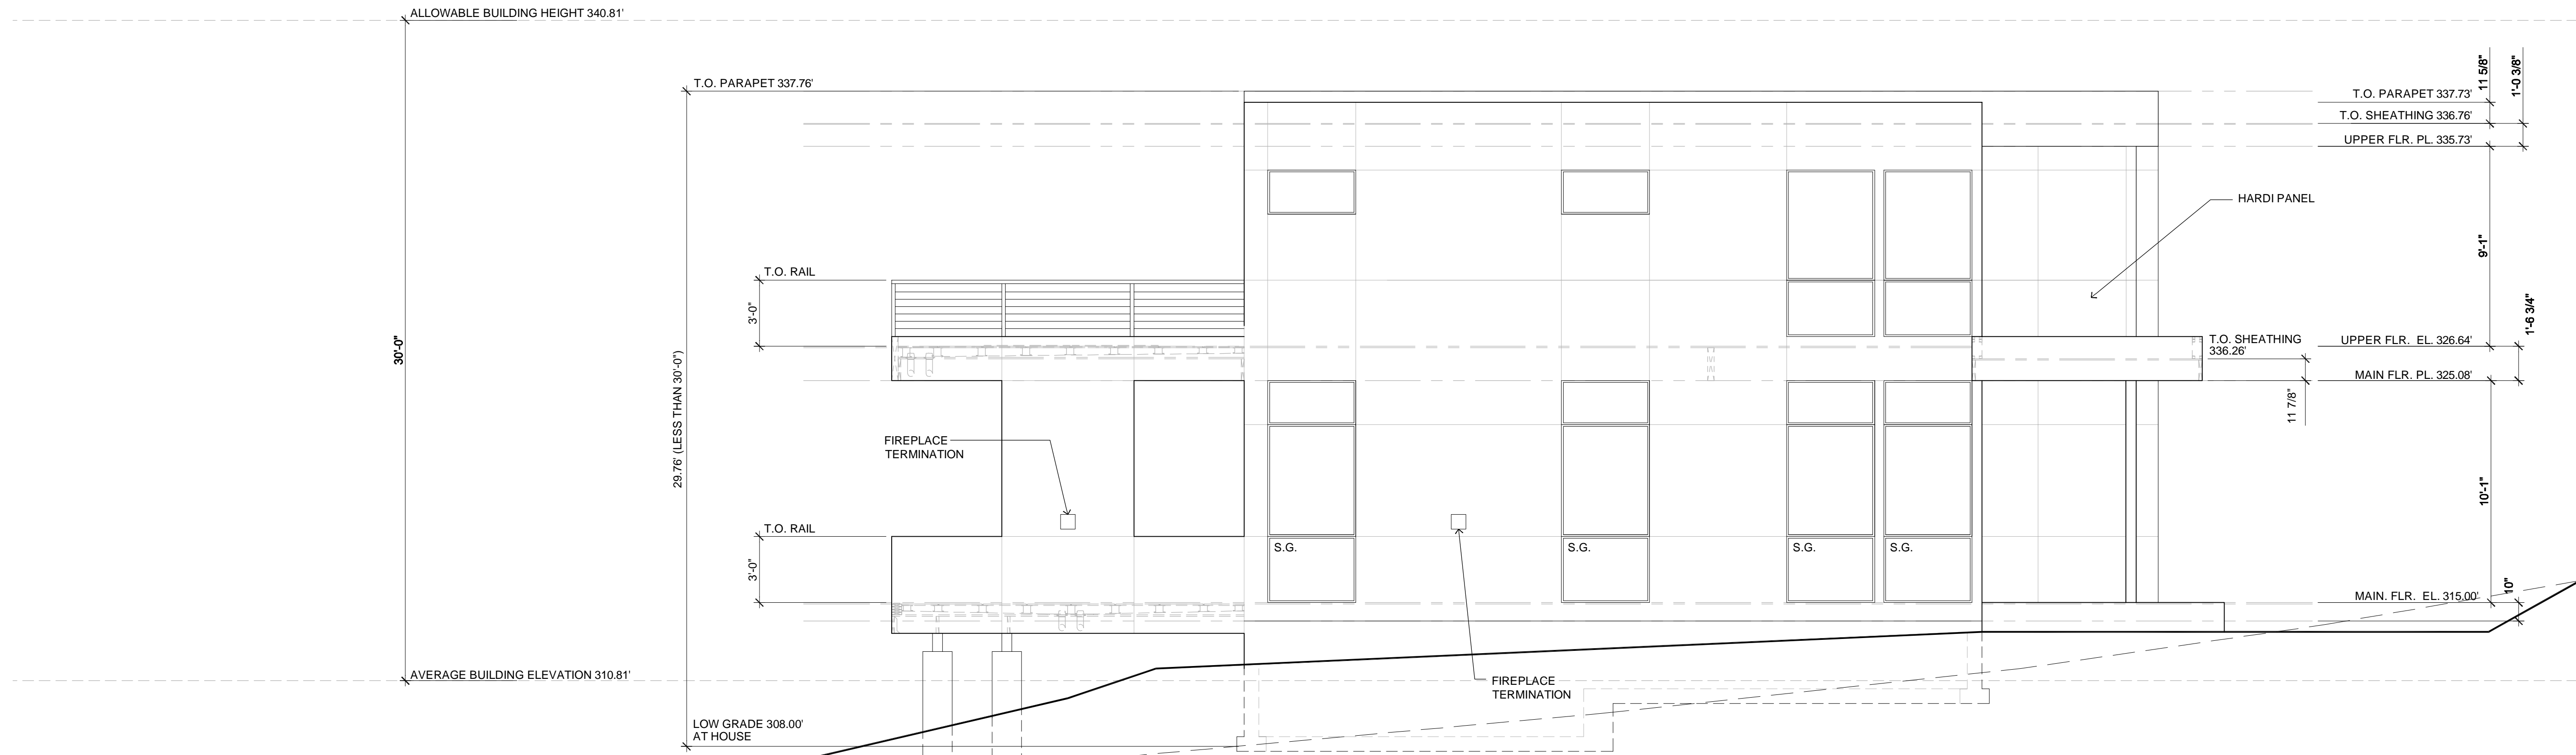 ALLOWABLE BUILDING HEIGHT 340.81'
T.O. PARAPET 337.76'
11 5/8"
1'-0 3/8"
T.O. PARAPET 337.73'
T.O. SHEATHING 336.76'
UPPER FLR. PL. 335.73'
HARDI PANEL
9'-1"
T.O. RAIL
3'-0"
30'-0"
29.76' (LESS THAN 30'-0")
1'-6 3/4"
T.O. SHEATHING
336.26'
UPPER FLR. EL. 326.64'
MAIN FLR. PL. 325.08'
11 7/8"
FIREPLACE
TERMINATION
10'-1"
T.O. RAIL
3'-0"
S.G.
S.G.
S.G.
S.G.
10"
MAIN. FLR. EL. 315.00'
AVERAGE BUILDING ELEVATION 310.81'
FIREPLACE
TERMINATION
LOW GRADE 308.00'
AT HOUSE